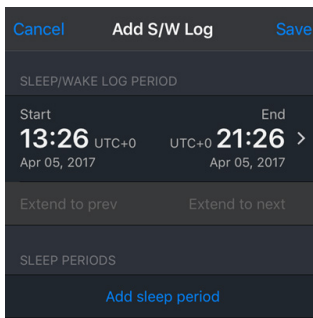 Cancel Add S/W Log Save
SLEEP/WAKE LOG PERIOD
Start End
13:26 UTC+0 UTC+0 21:26
Apr 05, 2017 Apr 05, 2017
Extend to prev Extend to next
SLEEP PERIODS
Add sleep period